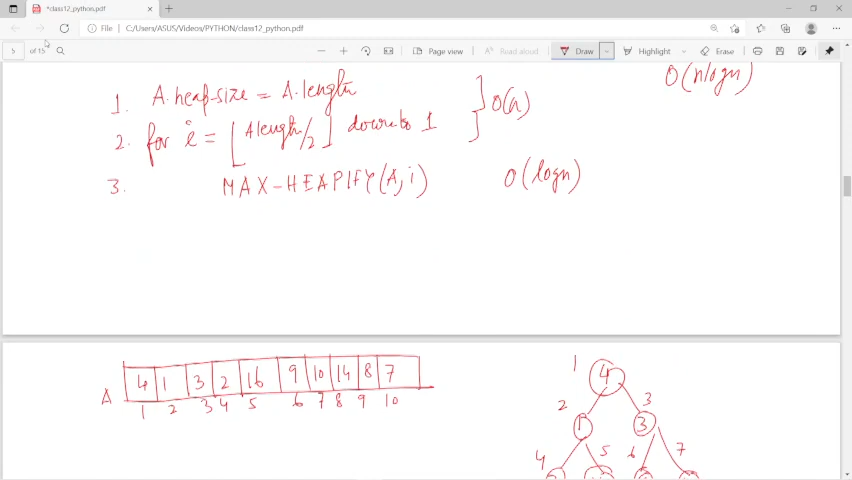 *class12_python.pdf
File C:/Users/ASUS/Videos/PYTHON/class12_python.pdf
5 of 15 Page view Read aloud Draw Highlight Erase
O(nlogn)
1. A.heap-size = A.length
2. for i = ⌊A.length/2⌋ down to 1 } O(n)
3. MAX-HEAPIFY(A,i) O(logn)
A 4 1 3 2 16 9 10 14 8 7
1 2 3 4 5 6 7 8 9 10
1 4
2 3
1 3
4 5 6 7